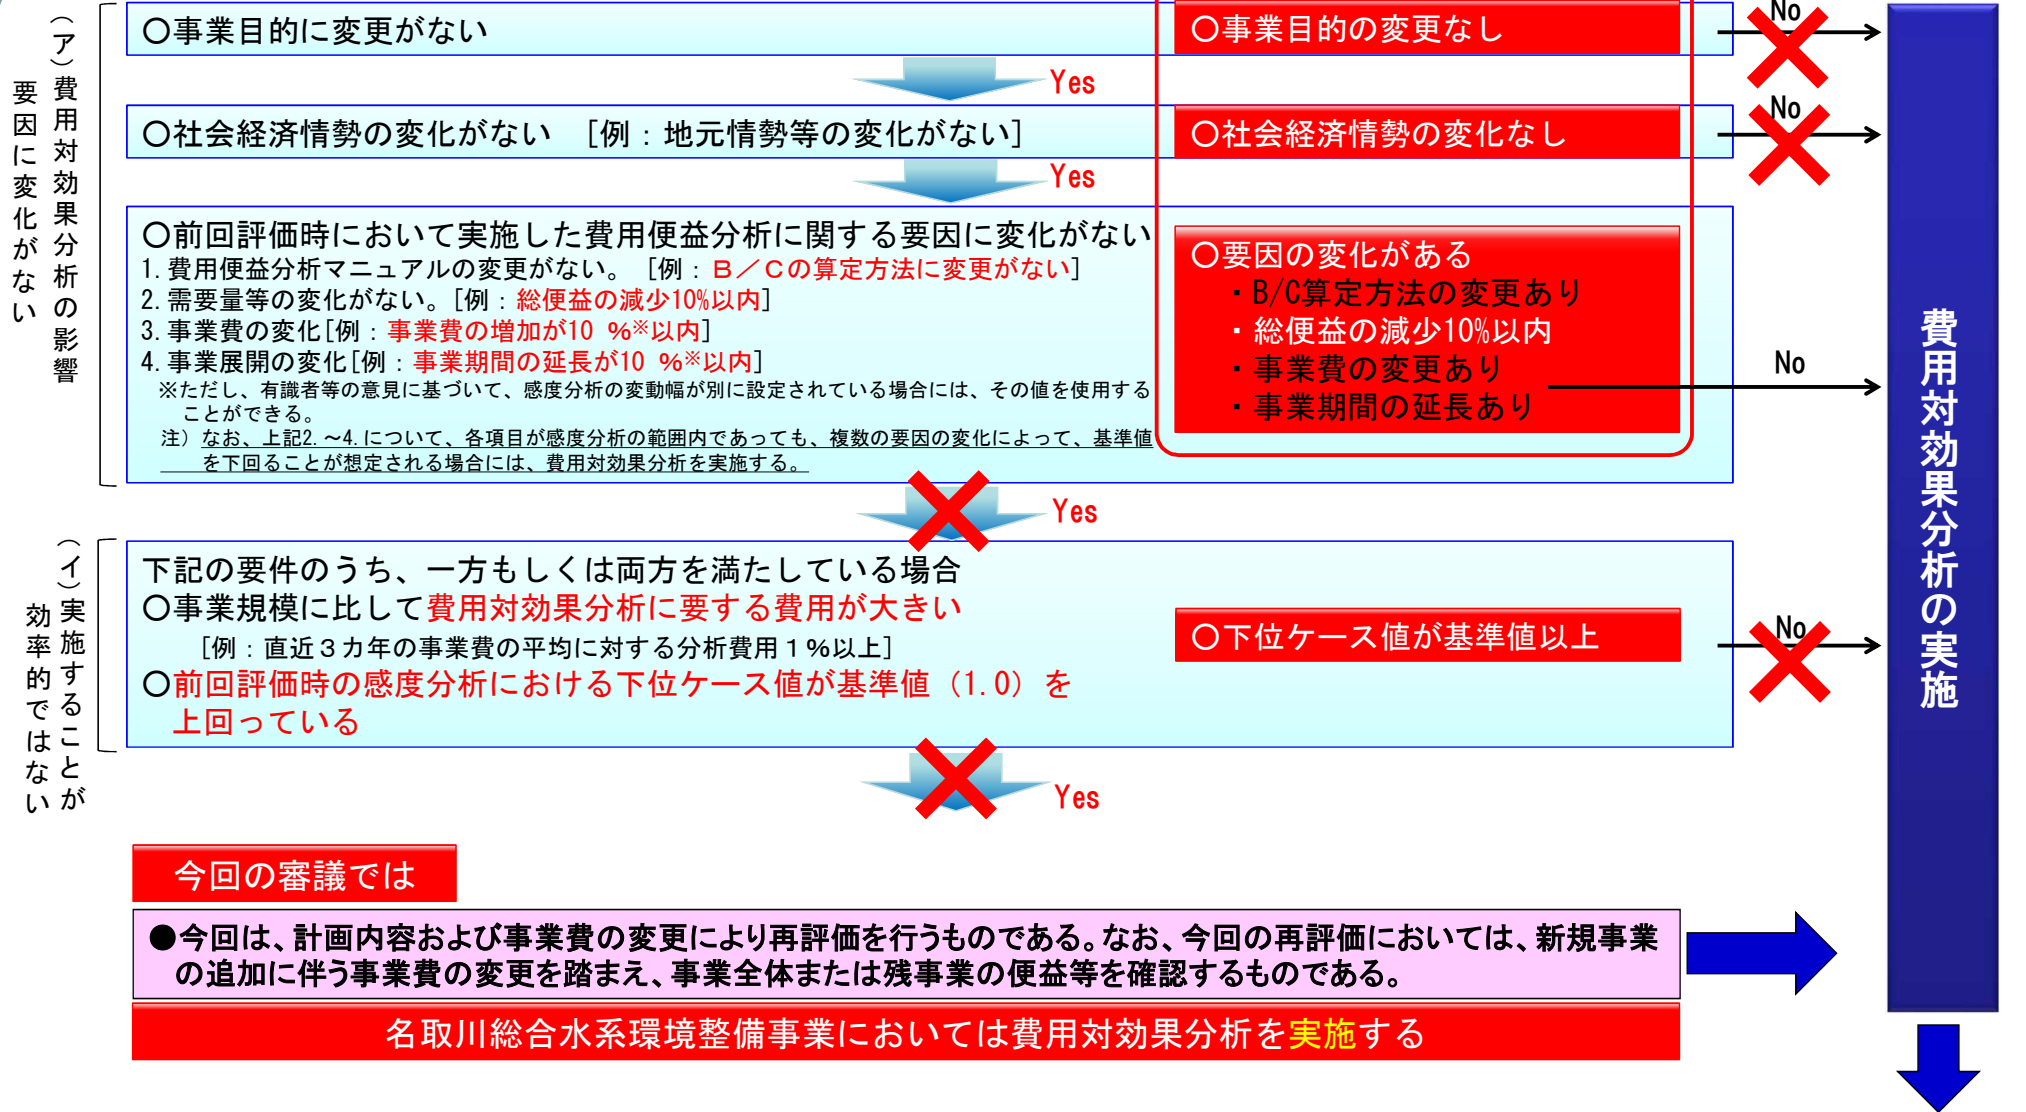 (ア)費用対効果分析の影響
要因に変化がない
○事業目的に変更がない
○事業目的の変更なし
No
Yes
○社会経済情勢の変化がない [例：地元情勢等の変化がない]
○社会経済情勢の変化なし
No
Yes
○前回評価時において実施した費用便益分析に関する要因に変化がない
1.費用便益分析マニュアルの変更がない。 [例：Ｂ／Ｃの算定方法に変更がない]
2.需要量等の変化がない。[例：総便益の減少10%以内]
3.事業費の変化[例：事業費の増加が10 %※以内]
4.事業展開の変化[例：事業期間の延長が10 %※以内]
※ただし、有識者等の意見に基づいて、感度分析の変動幅が別に設定されている場合には、その値を使用する
ことができる。
注）なお、上記2.～4.について、各項目が感度分析の範囲内であっても、複数の要因の変化によって、基準値
を下回ることが想定される場合には、費用対効果分析を実施する。
○要因の変化がある
・B/C算定方法の変更あり
・総便益の減少10%以内
・事業費の変更あり
・事業期間の延長あり
No
Yes
(イ)実施することが
効率的ではない
下記の要件のうち、一方もしくは両方を満たしている場合
○事業規模に比して費用対効果分析に要する費用が大きい
[例：直近３カ年の事業費の平均に対する分析費用１%以上]
○前回評価時の感度分析における下位ケース値が基準値（1.0）を
上回っている
○下位ケース値が基準値以上
No
Yes
費用対効果分析の実施
今回の審議では
●今回は、計画内容および事業費の変更により再評価を行うものである。なお、今回の再評価においては、新規事業
の追加に伴う事業費の変更を踏まえ、事業全体または残事業の便益等を確認するものである。
名取川総合水系環境整備事業においては費用対効果分析を実施する